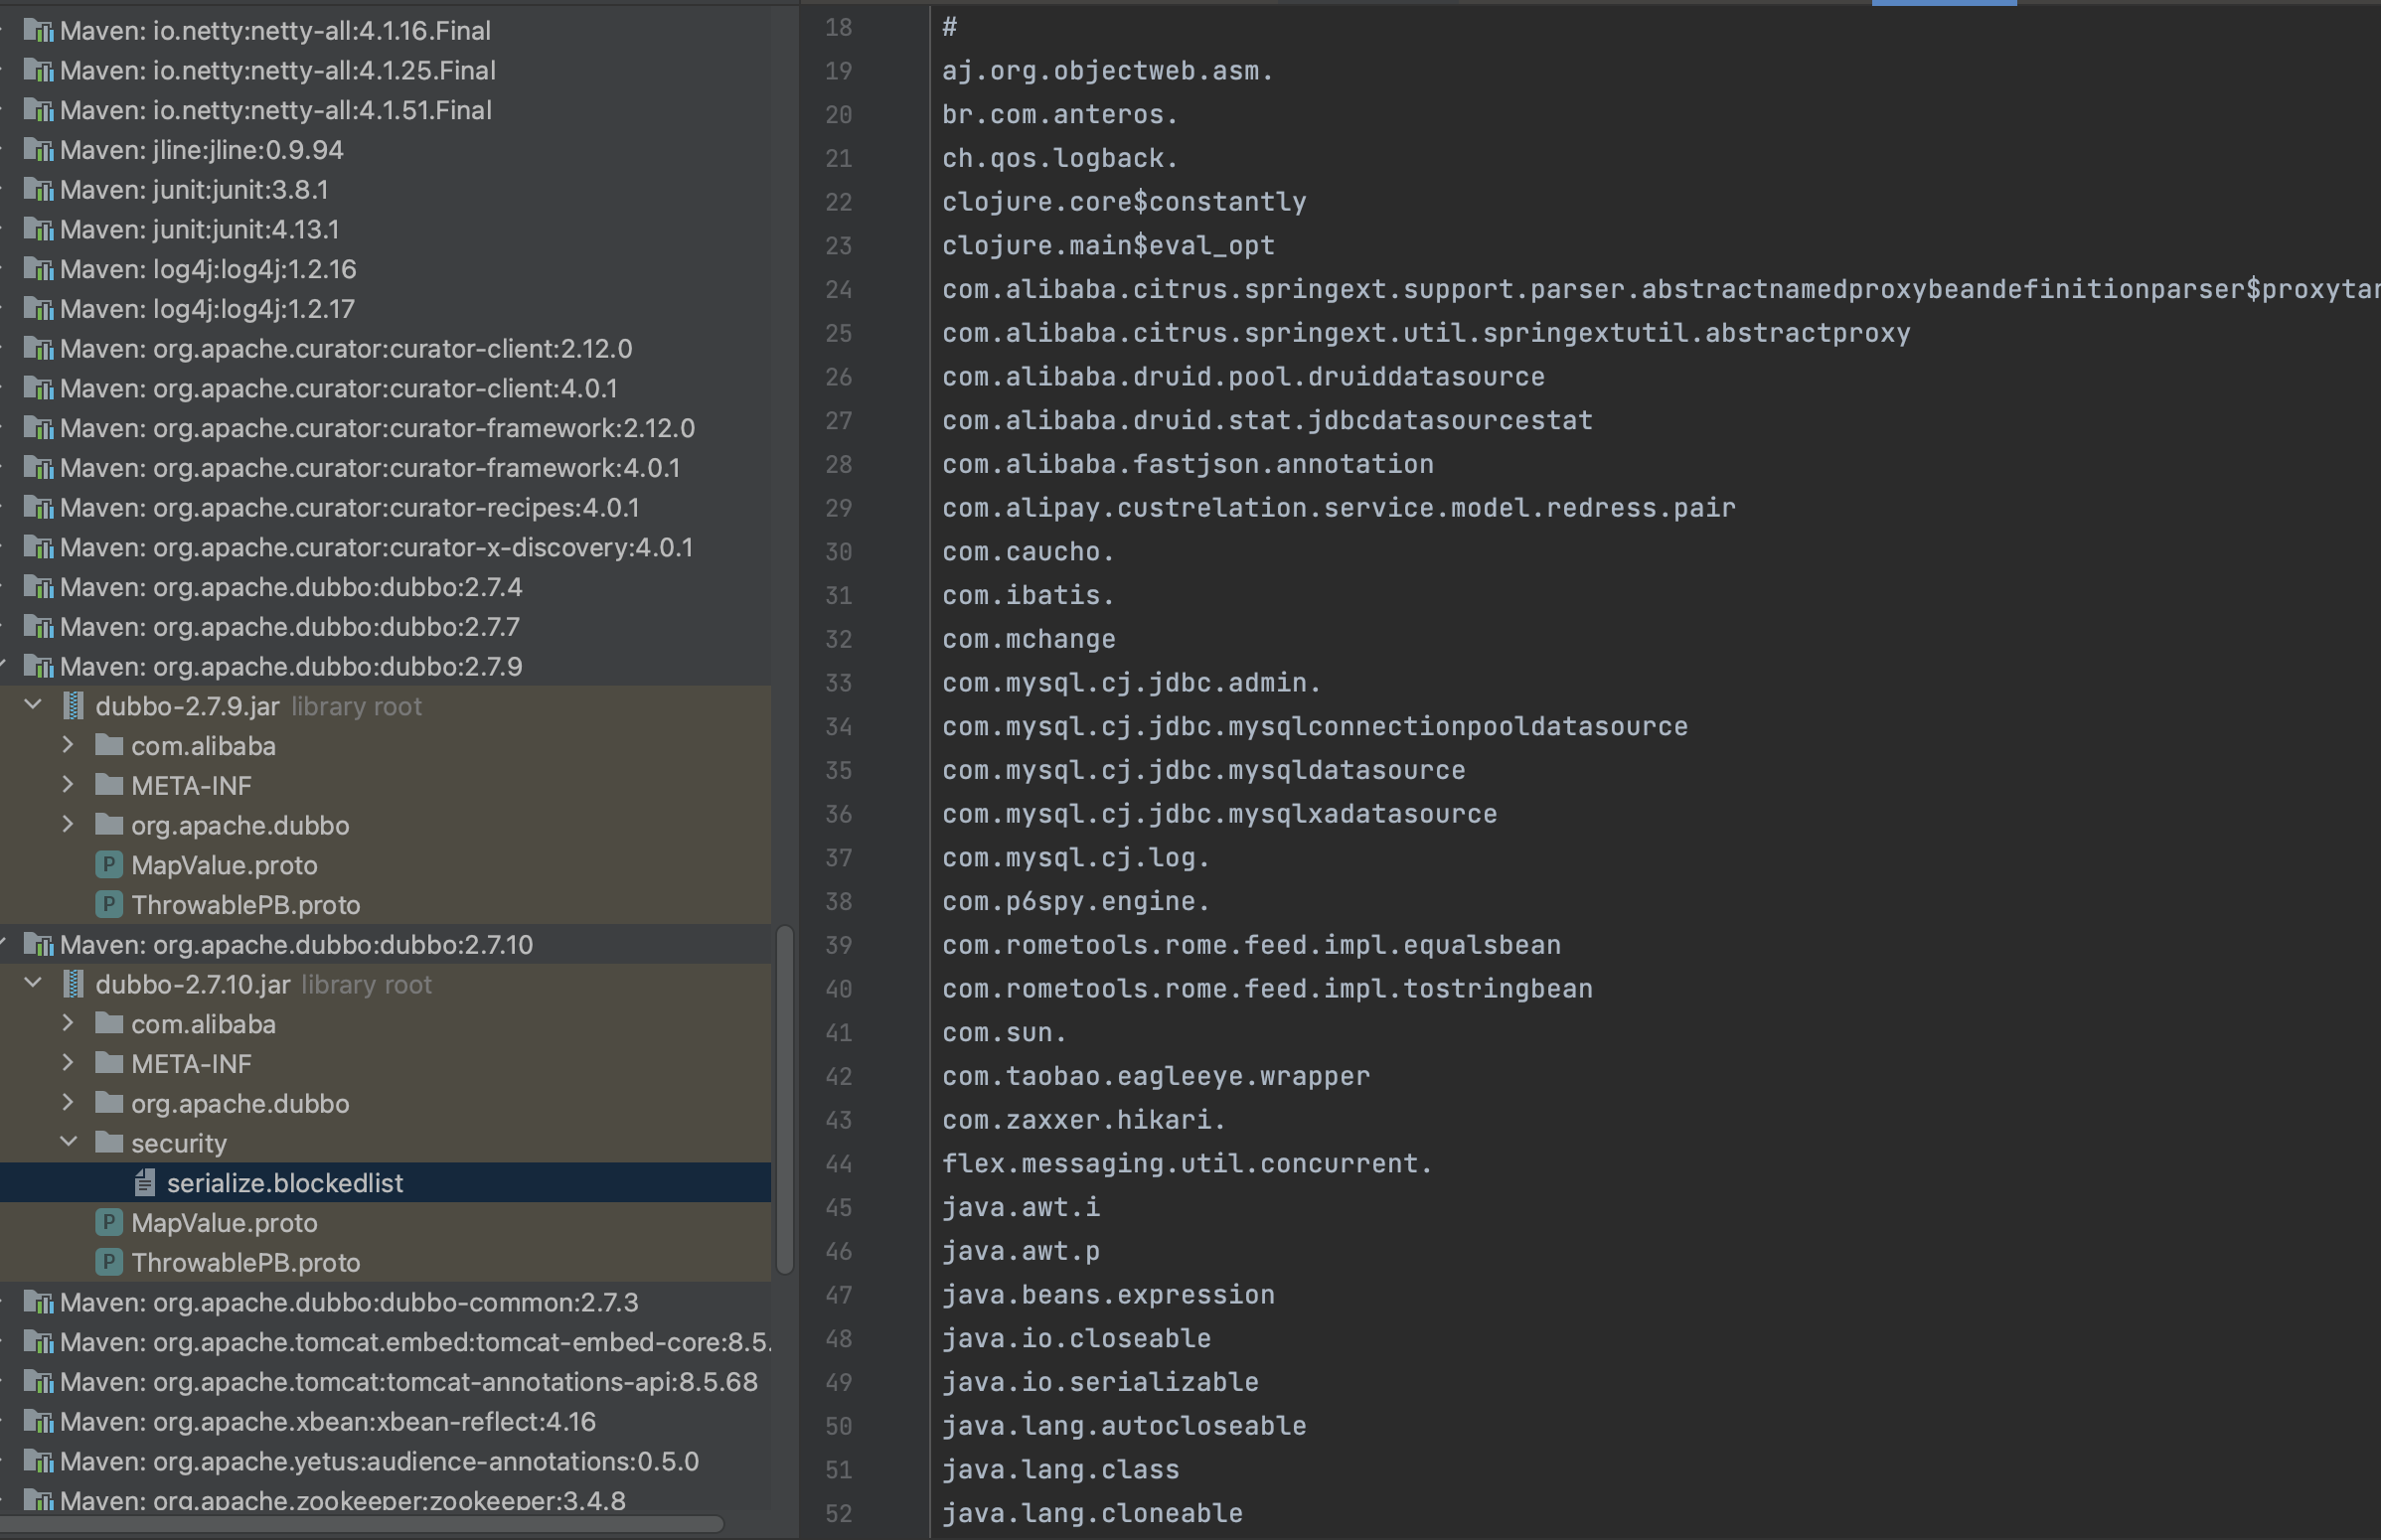 Maven: io.netty:netty-all:4.1.16.Final
Maven: io.netty:netty-all:4.1.25.Final
Maven: io.netty:netty-all:4.1.51.Final
Maven: jline:jline:0.9.94
Maven: junit:junit:3.8.1
Maven: junit:junit:4.13.1
Maven: log4j:log4j:1.2.16
Maven: log4j:log4j:1.2.17
Maven: org.apache.curator:curator-client:2.12.0
Maven: org.apache.curator:curator-client:4.0.1
Maven: org.apache.curator:curator-framework:2.12.0
Maven: org.apache.curator:curator-framework:4.0.1
Maven: org.apache.curator:curator-recipes:4.0.1
Maven: org.apache.curator:curator-x-discovery:4.0.1
Maven: org.apache.dubbo:dubbo:2.7.4
Maven: org.apache.dubbo:dubbo:2.7.7
Maven: org.apache.dubbo:dubbo:2.7.9
dubbo-2.7.9.jar library root
com.alibaba
META-INF
org.apache.dubbo
P MapValue.proto
P ThrowablePB.proto
Maven: org.apache.dubbo:dubbo:2.7.10
dubbo-2.7.10.jar library root
com.alibaba
META-INF
org.apache.dubbo
security
serialize.blockedlist
P MapValue.proto
P ThrowablePB.proto
Maven: org.apache.dubbo:dubbo-common:2.7.3
Maven: org.apache.tomcat.embed:tomcat-embed-core:8.5.
Maven: org.apache.tomcat:tomcat-annotations-api:8.5.68
Maven: org.apache.xbean:xbean-reflect:4.16
Maven: org.apache.yetus:audience-annotations:0.5.0
Maven: org.apache.zookeeper:zookeeper:3.4.8
18 #
19 aj.org.objectweb.asm.
20 br.com.anteros.
21 ch.qos.logback.
22 clojure.core$constantly
23 clojure.main$eval_opt
24 com.alibaba.citrus.springext.support.parser.abstractnamedproxybeandefinitionparser$proxytar
25 com.alibaba.citrus.springext.util.springextutil.abstractproxy
26 com.alibaba.druid.pool.druiddatasource
27 com.alibaba.druid.stat.jdbcdatasourcestat
28 com.alibaba.fastjson.annotation
29 com.alipay.custrelation.service.model.redress.pair
30 com.caucho.
31 com.ibatis.
32 com.mchange
33 com.mysql.cj.jdbc.admin.
34 com.mysql.cj.jdbc.mysqlconnectionpooldatasource
35 com.mysql.cj.jdbc.mysqldatasource
36 com.mysql.cj.jdbc.mysqlxadatasource
37 com.mysql.cj.log.
38 com.p6spy.engine.
39 com.rometools.rome.feed.impl.equalsbean
40 com.rometools.rome.feed.impl.tostringbean
41 com.sun.
42 com.taobao.eagleeye.wrapper
43 com.zaxxer.hikari.
44 flex.messaging.util.concurrent.
45 java.awt.i
46 java.awt.p
47 java.beans.expression
48 java.io.closeable
49 java.io.serializable
50 java.lang.autocloseable
51 java.lang.class
52 java.lang.cloneable